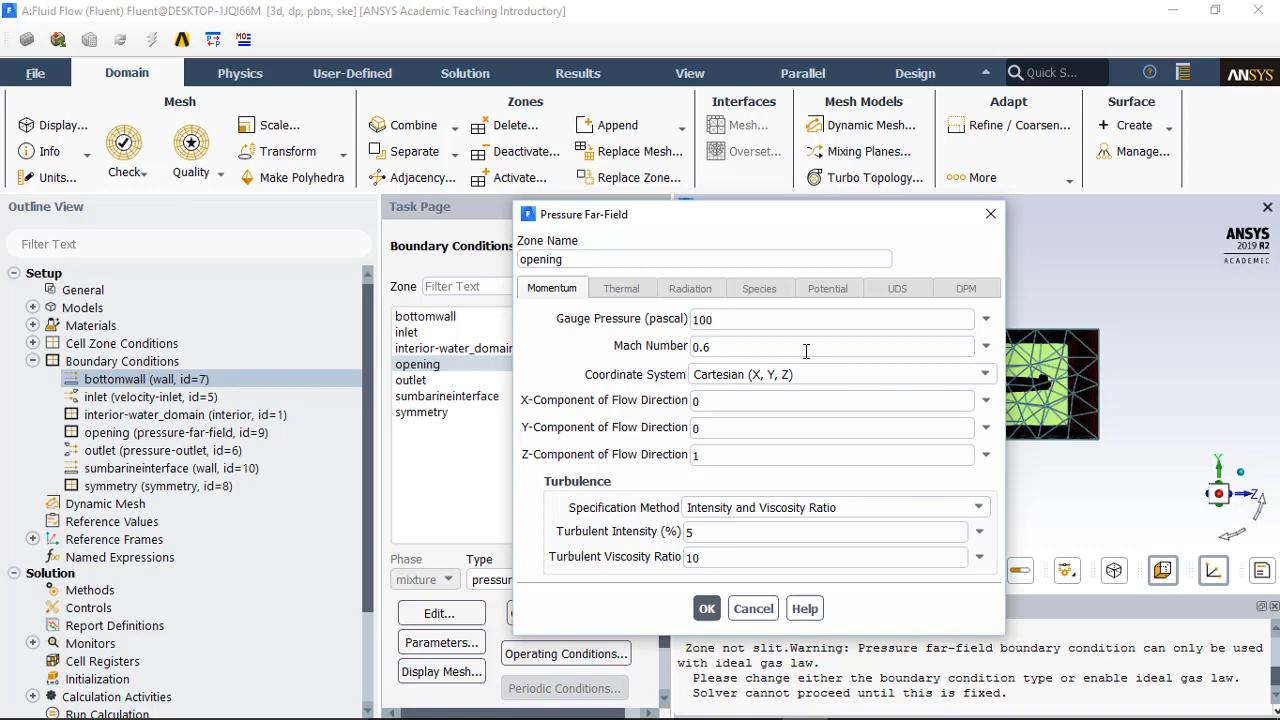 A:Fluid Flow (Fluent) Fluent@DESKTOP-1JQI66M [3d, dp, pbns, ske] [ANSYS Academic Teaching Introductory]
File Domain Physics User-Defined Solution Results View Parallel Design Quick S... ANSYS
Mesh Zones Interfaces Mesh Models Adapt Surface
Display... Scale... Combine Delete... Append Mesh... Dynamic Mesh... Refine / Coarsen... Create
Info Transform Separate Deactivate... Replace Mesh... Overset... Mixing Planes... Manage...
Units... Check Quality Make Polyhedra Adjacency... Activate... Replace Zone... Turbo Topology... More
Outline View
Filter Text
Setup
General
Models
Materials
Cell Zone Conditions
Boundary Conditions
bottomwall (wall, id=7)
inlet (velocity-inlet, id=5)
interior-water_domain (interior, id=1)
opening (pressure-far-field, id=9)
outlet (pressure-outlet, id=6)
sumbarineinterface (wall, id=10)
symmetry (symmetry, id=8)
Dynamic Mesh
Reference Values
Reference Frames
Named Expressions
Solution
Methods
Controls
Report Definitions
Monitors
Cell Registers
Initialization
Calculation Activities
Run Calculation
Task Page
Boundary Conditions
Zone Filter Text
bottomwall
inlet
interior-water_domain
opening
outlet
sumbarineinterface
symmetry
Phase Type
mixture
Edit...
Parameters... Operating Conditions...
Display Mesh... Periodic Conditions...
Pressure Far-Field
Zone Name
opening
Momentum Thermal Radiation Species Potential UDS DPM
Gauge Pressure (pascal) 100
Mach Number 0.6
Coordinate System Cartesian (X, Y, Z)
X-Component of Flow Direction 0
Y-Component of Flow Direction 0
Z-Component of Flow Direction 1
Turbulence
Specification Method Intensity and Viscosity Ratio
Turbulent Intensity (%) 5
Turbulent Viscosity Ratio 10
OK Cancel Help
ANSYS
2019 R2
Y
Z
Zone not slit.Warning: Pressure far-field boundary condition can only be used
with ideal gas law.
Please change either the boundary condition type or enable ideal gas law.
Solver cannot proceed until this is fixed.